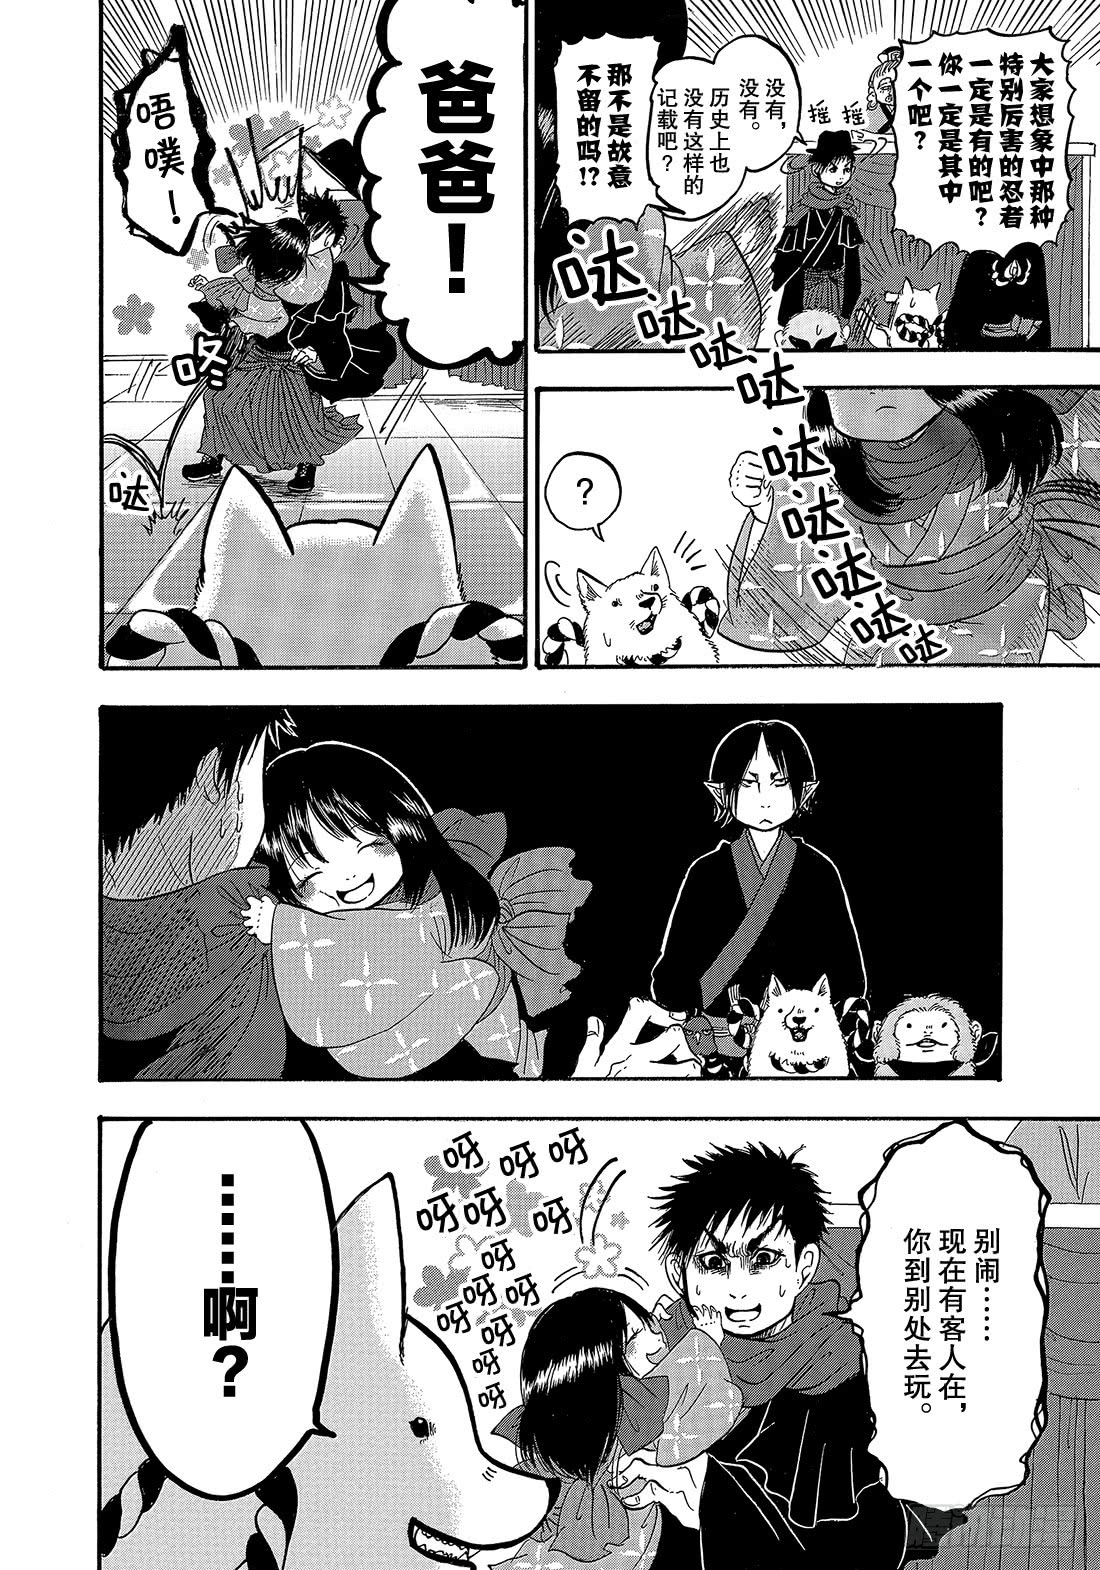 大家想象中那种
特别厉害的忍者
一定是有的吧？
你一定是其中
一个吧？
摧 摧
没有，
没有。
历史上也
没有这样的
记载吧？
那不是故意
不留的吗!?
哒
哒
哒
哒
哒
哒
哒
哒
哒
？
爸爸！
唔
噗！
咚
哒
别闹……
现在有客人在，
你到别处去玩。
呀 呀 呀
呀 呀 呀
呀 呀
呀 呀
呀
呀
……啊？